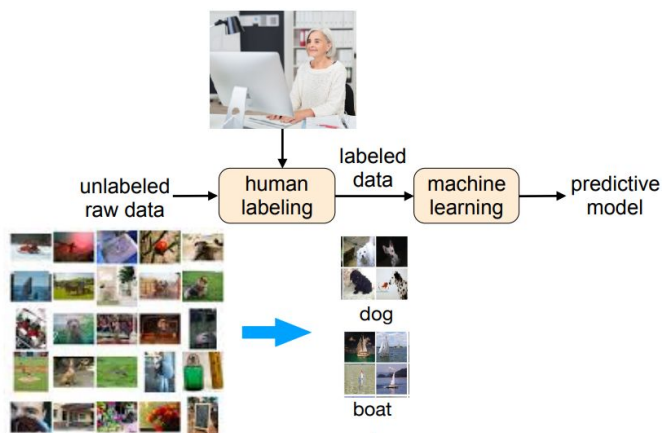 unlabeled
raw data
human
labeling
labeled
data
machine
learning
predictive
model
dog
boat